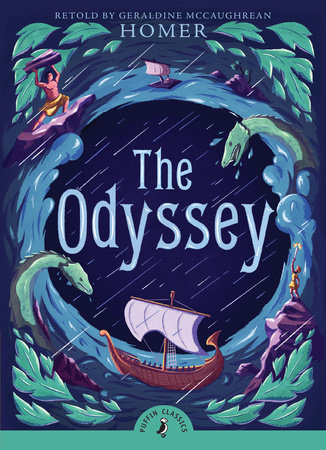 RETOLD BY GERALDINE MCCAUGHREAN
HOMER
The
Odyssey
PUFFIN CLASSICS